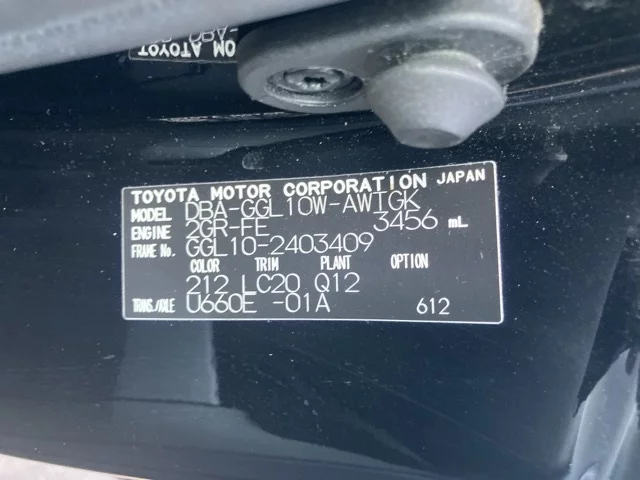 TOYOTA MOTOR CORPORATION JAPAN
MODEL DBA-GGL10W-AWTGK
ENGINE 2GR-FE 3456 mL
FRAME No. GGL10-2403409
COLOR TRIM PLANT OPTION
212 LC20 Q12
TRANS./AXLE U660E -01A 612